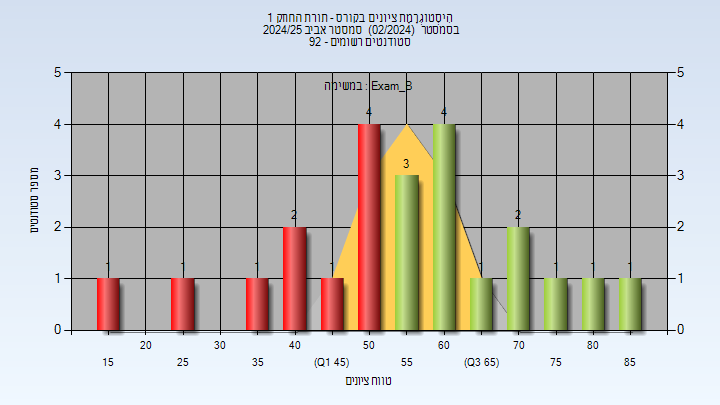 הִיסְטוֹגְרָמַת ציונים בקורס - תורת החוזק 1
בסמסטר (02/2024) סמסטר אביב 2024/25
סטודנטים רשומים - 92
במשימה : Exam_B
5 5
4 4
3 3
2 2
1 1
0 0
מספר סטודנטים
1 1 1 2 1 4 3 4 1 2 1 1 1
20 30 40 50 60 70 80
15 25 35 (Q1 45) 55 (Q3 65) 75 85
טווח ציונים